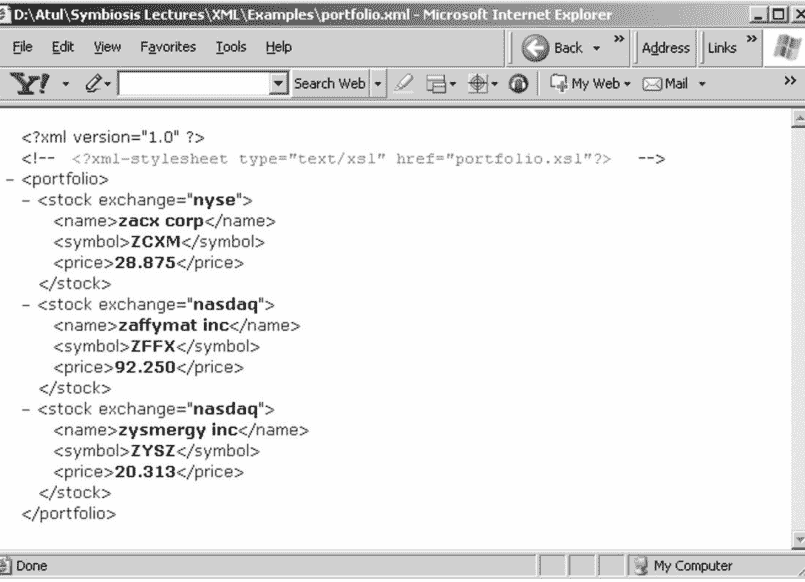 D:\Atul\Symbiosis Lectures\XML\Examples\portfolio.xml - Microsoft Internet Explorer
File Edit View Favorites Tools Help Back » Address Links »
Y! Search Web My Web Mail »
<?xml version="1.0" ?>
<!-- <?xml-stylesheet type="text/xsl" href="portfolio.xsl"?> -->
- <portfolio>
- <stock exchange="nyse">
<name>zacx corp</name>
<symbol>ZCXM</symbol>
<price>28.875</price>
</stock>
- <stock exchange="nasdaq">
<name>zaffymat inc</name>
<symbol>ZFFX</symbol>
<price>92.250</price>
</stock>
- <stock exchange="nasdaq">
<name>zysmergy inc</name>
<symbol>ZYSZ</symbol>
<price>20.313</price>
</stock>
</portfolio>
Done My Computer